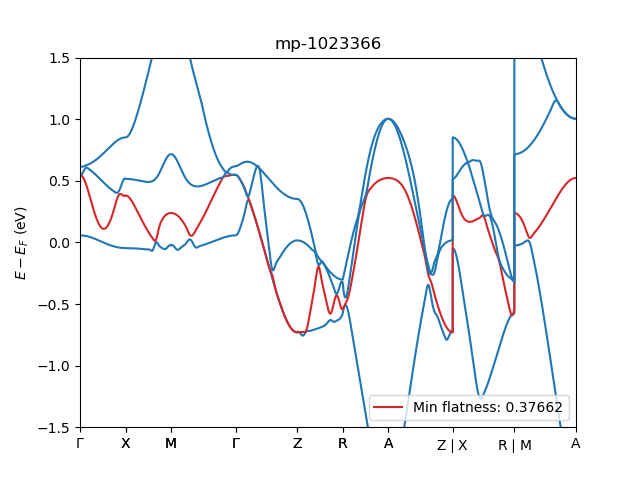 mp-1023366
E − E_F (eV)
1.5
1.0
0.5
0.0
−0.5
−1.0
−1.5
Min flatness: 0.37662
Γ X M Γ Z R A Z | X R | M A